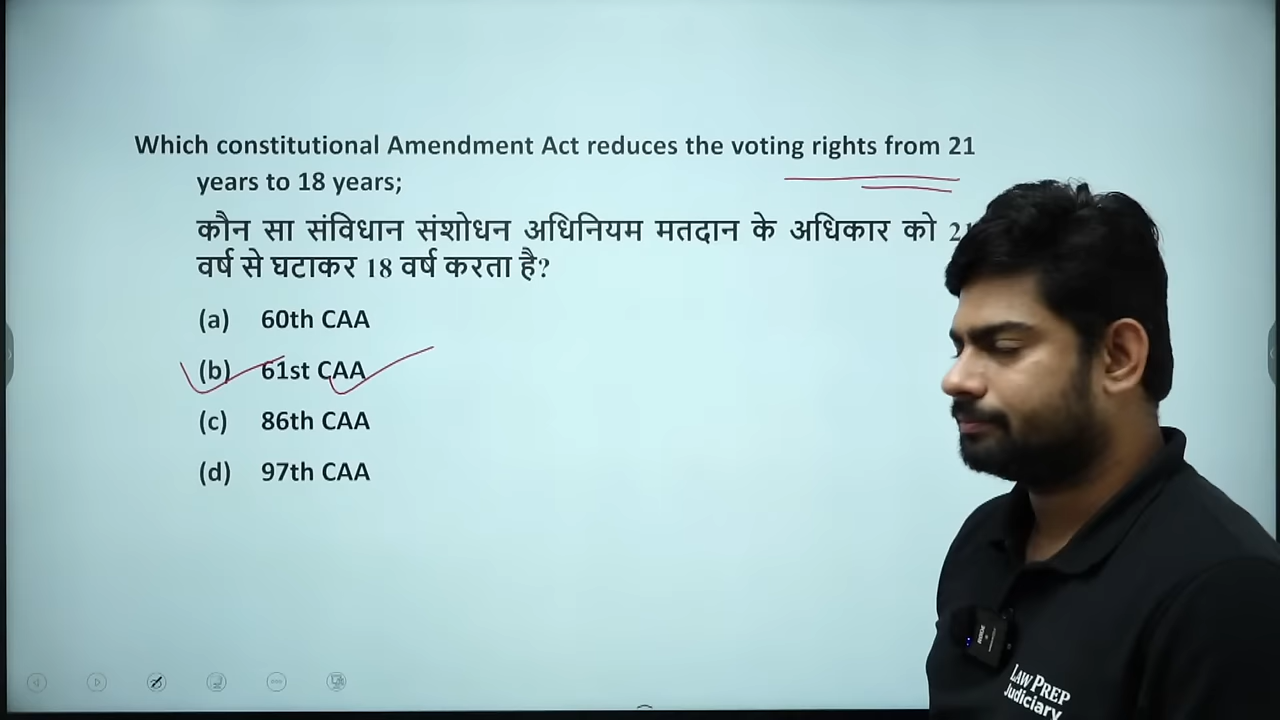 Which constitutional Amendment Act reduces the voting rights from 21
years to 18 years;
कौन सा संविधान संशोधन अधिनियम मतदान के अधिकार को
वर्ष से घटाकर 18 वर्ष करता है?
(a) 60th CAA
(b) 61st CAA
(c) 86th CAA
(d) 97th CAA
LAW PREP
Judiciary